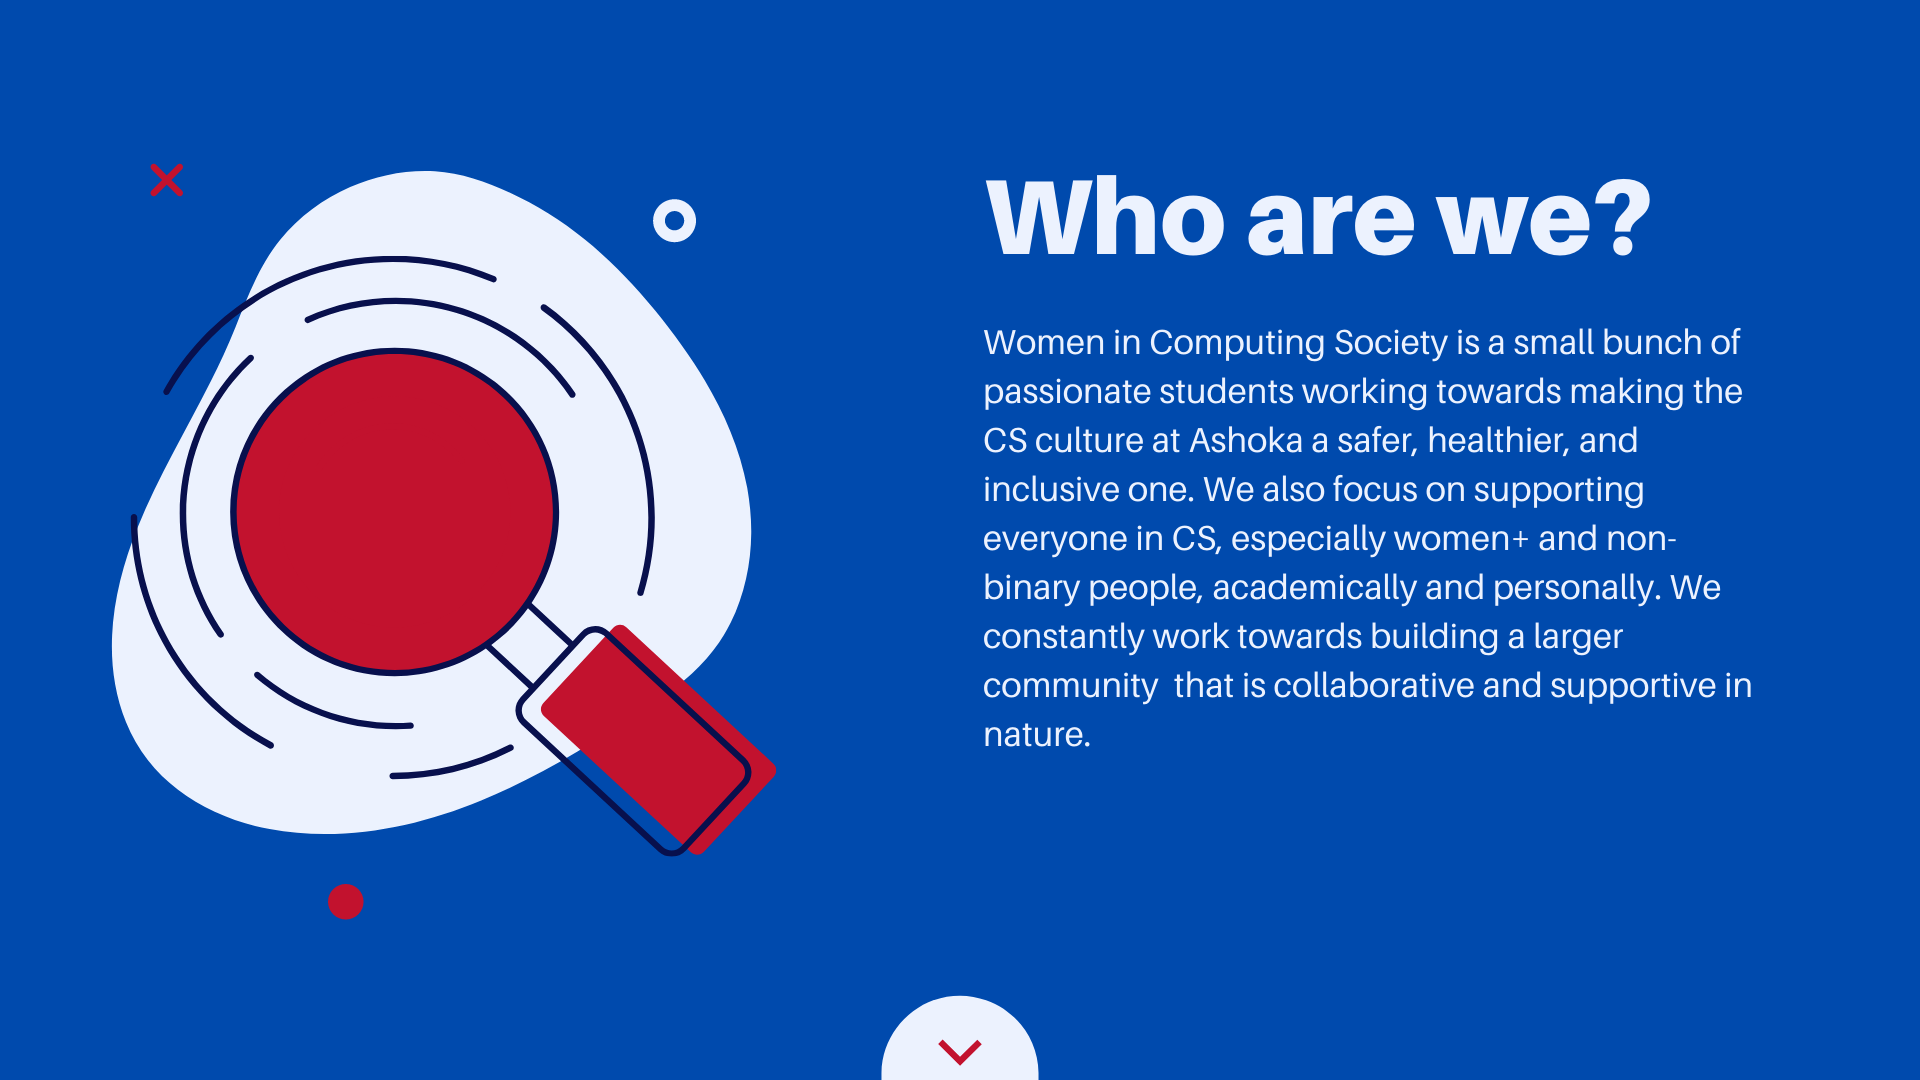 Who are we?
Women in Computing Society is a small bunch of
passionate students working towards making the
CS culture at Ashoka a safer, healthier, and
inclusive one. We also focus on supporting
everyone in CS, especially women+ and non-
binary people, academically and personally. We
constantly work towards building a larger
community  that is collaborative and supportive in
nature.